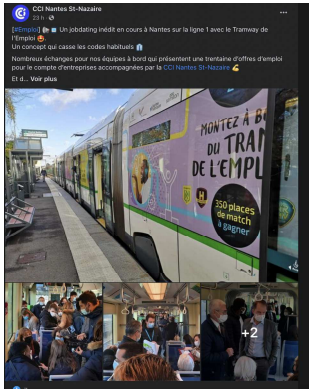 CCI Nantes St-Nazaire
23 h ·
[#Emploi] Un jobdating inédit en cours à Nantes sur la ligne 1 avec le Tramway de
l'Emploi
Un concept qui casse les codes habituels
Nombreux échanges pour nos équipes à bord qui présentent une trentaine d'offres d'emploi
pour le compte d'entreprises accompagnées par la CCI Nantes St-Nazaire
Et d... Voir plus
MONTEZ À B
DU TRA
DE L'EMPL
350 places
de match
à gagner
+2